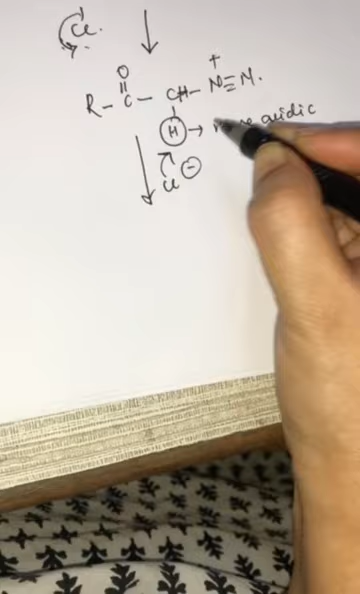 Cl.
+
O
R - C - CH - N ≡ N.
H → acidic
Cl ⊖